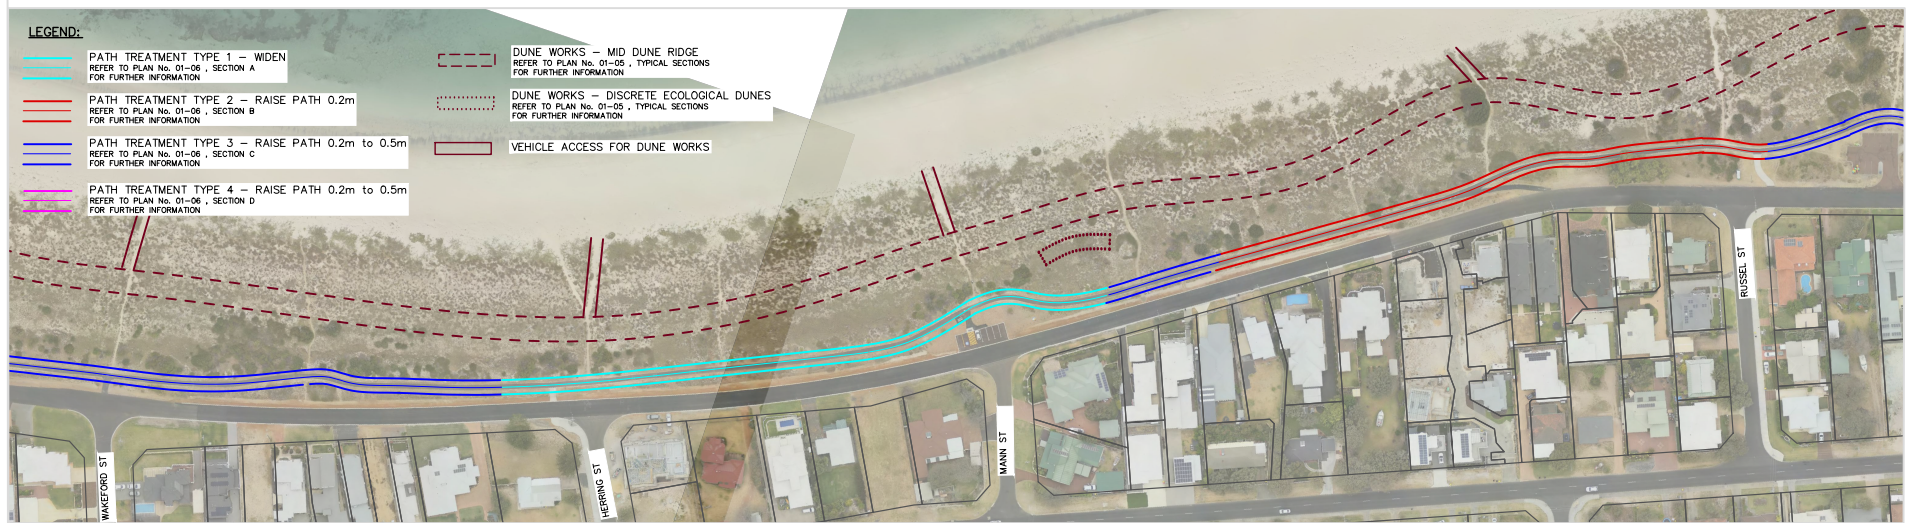 LEGEND:
PATH TREATMENT TYPE 1 – WIDEN
REFER TO PLAN No. 01-06 , SECTION A
FOR FURTHER INFORMATION
PATH TREATMENT TYPE 2 – RAISE PATH 0.2m
REFER TO PLAN No. 01-06 , SECTION B
FOR FURTHER INFORMATION
PATH TREATMENT TYPE 3 – RAISE PATH 0.2m to 0.5m
REFER TO PLAN No. 01-06 , SECTION C
FOR FURTHER INFORMATION
PATH TREATMENT TYPE 4 – RAISE PATH 0.2m to 0.5m
REFER TO PLAN No. 01-06 , SECTION D
FOR FURTHER INFORMATION
DUNE WORKS – MID DUNE RIDGE
REFER TO PLAN No. 01-05 , TYPICAL SECTIONS
FOR FURTHER INFORMATION
DUNE WORKS – DISCRETE ECOLOGICAL DUNES
REFER TO PLAN No. 01-05 , TYPICAL SECTIONS
FOR FURTHER INFORMATION
VEHICLE ACCESS FOR DUNE WORKS
WAKEFORD ST
HERRING ST
MANN ST
RUSSEL ST